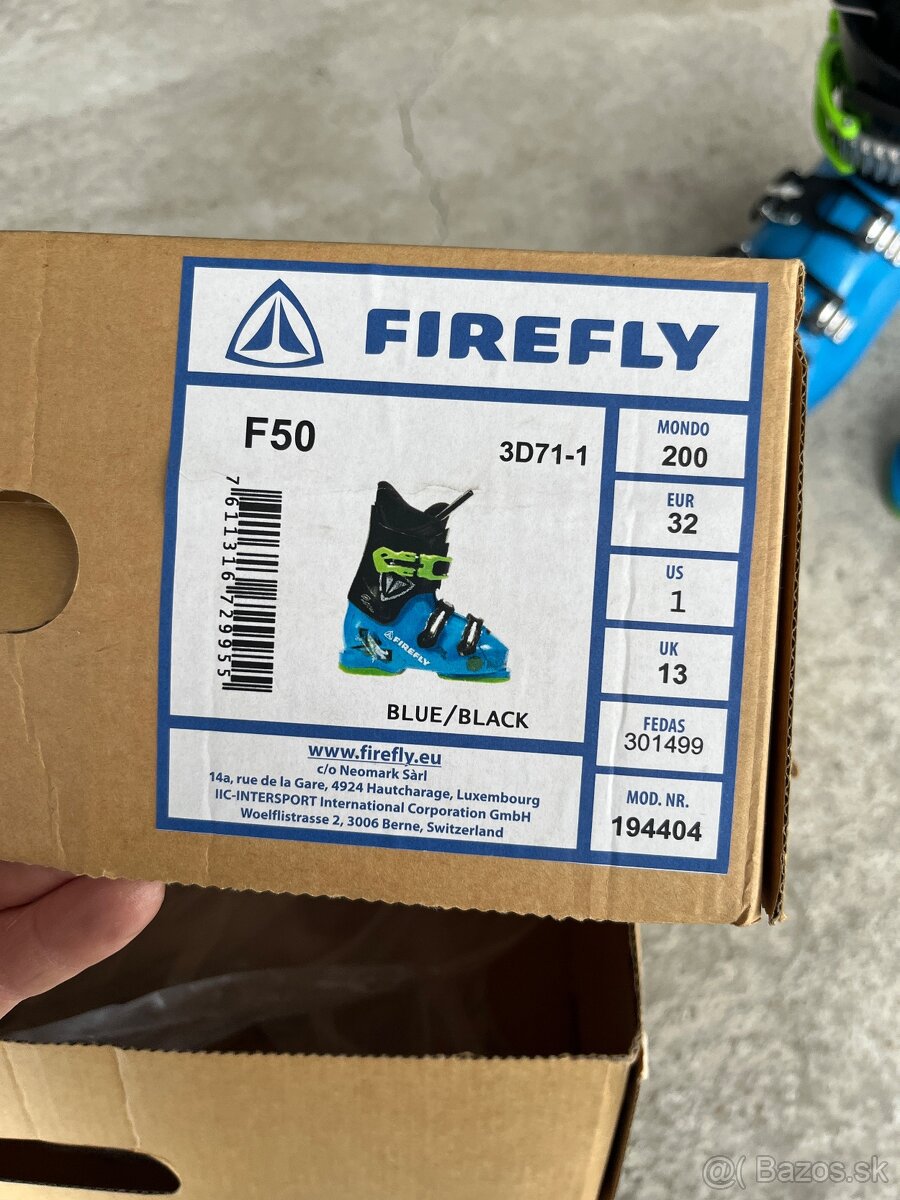 FIREFLY
F50
3D71-1
7611316729955
FIREFLY
BLUE/BLACK
MONDO
200
EUR
32
US
1
UK
13
FEDAS
301499
MOD. NR.
194404
www.firefly.eu
c/o Neomark Sàrl
14a, rue de la Gare, 4924 Hautcharage, Luxembourg
IIC-INTERSPORT International Corporation GmbH
Woelflistrasse 2, 3006 Berne, Switzerland
@( Bazos.sk